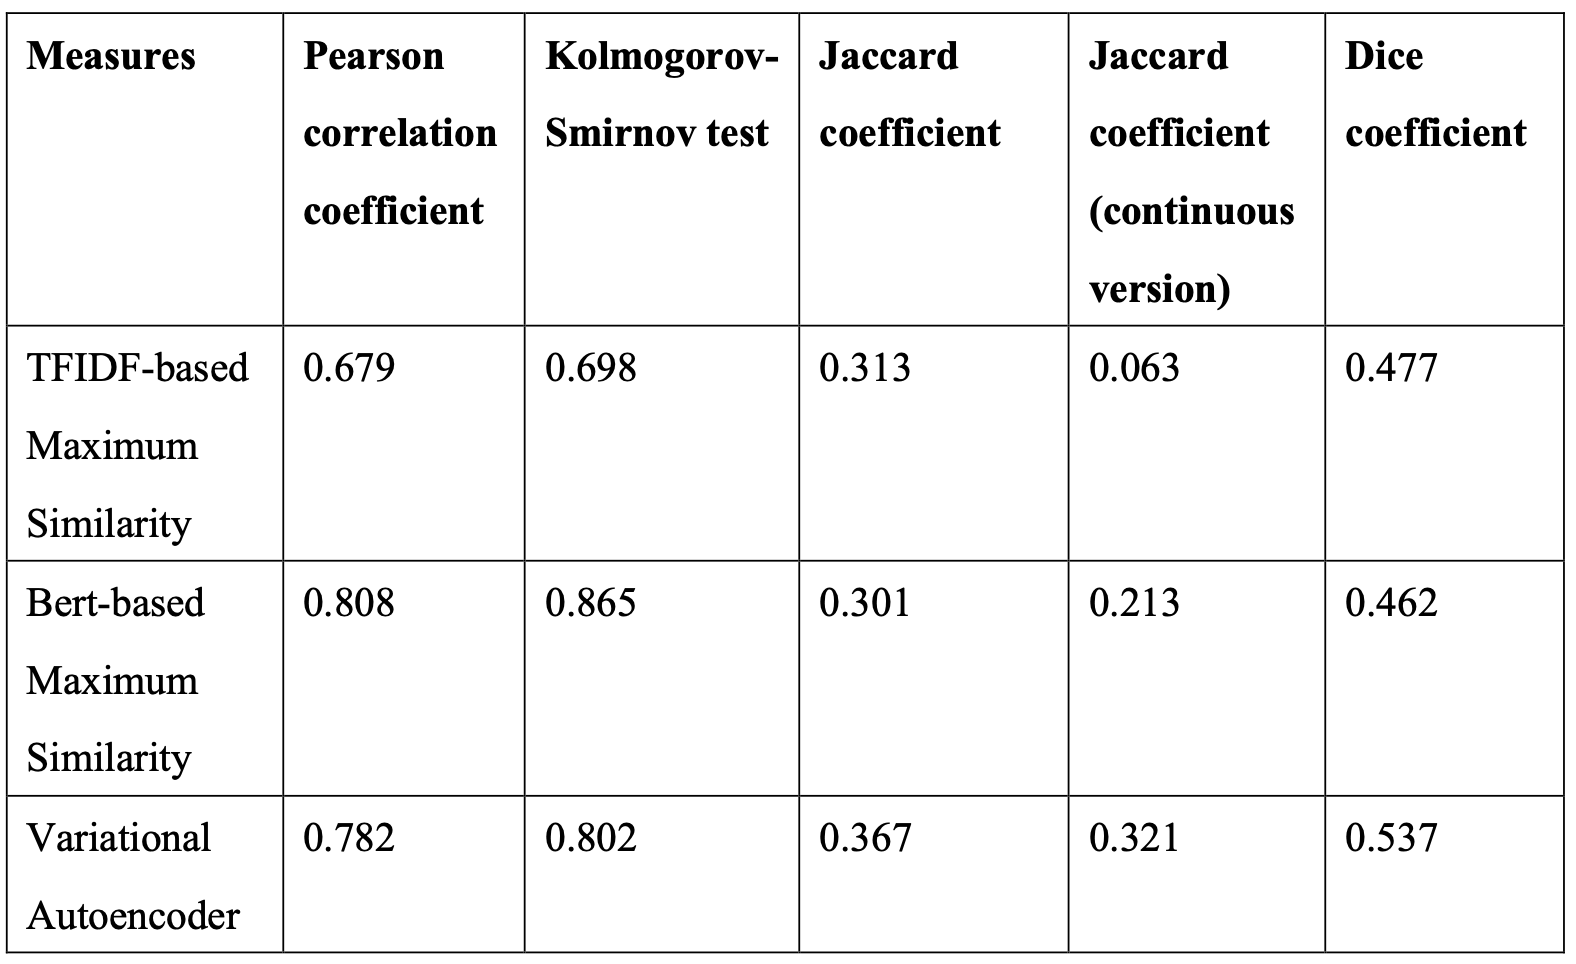 Measures
Pearson
correlation
coefficient
Kolmogorov-
Smirnov test
Jaccard
coefficient
Jaccard
coefficient
(continuous
version)
Dice
coefficient
TFIDF-based
Maximum
Similarity
0.679
0.698
0.313
0.063
0.477
Bert-based
Maximum
Similarity
0.808
0.865
0.301
0.213
0.462
Variational
Autoencoder
0.782
0.802
0.367
0.321
0.537